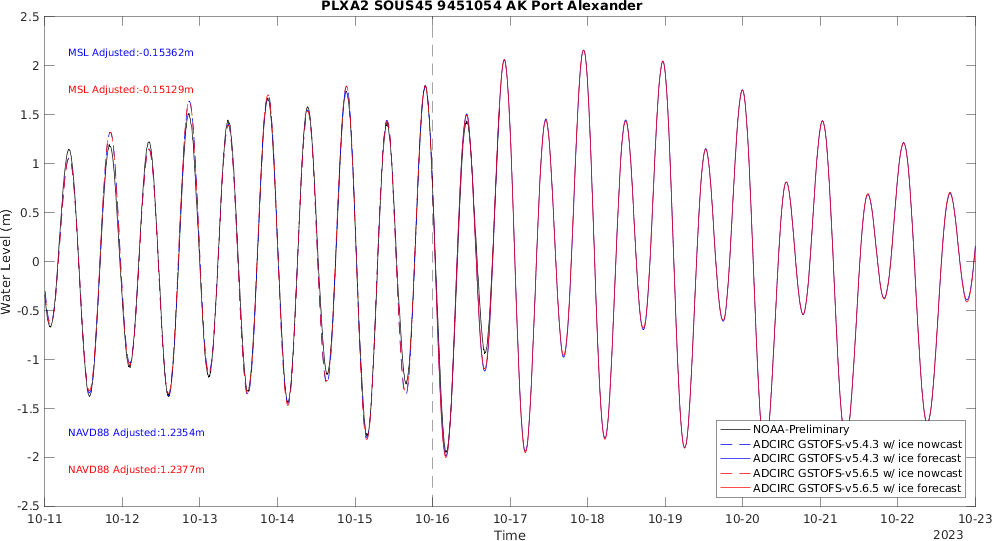 PLXA2 SOUS45 9451054 AK Port Alexander
MSL Adjusted:-0.15362m
MSL Adjusted:-0.15129m
NAVD88 Adjusted:1.2354m
NAVD88 Adjusted:1.2377m
Water Level (m)
2.5
2
1.5
1
0.5
0
-0.5
-1
-1.5
-2
-2.5
NOAA-Preliminary
ADCIRC GSTOFS-v5.4.3 w/ ice nowcast
ADCIRC GSTOFS-v5.4.3 w/ ice forecast
ADCIRC GSTOFS-v5.6.5 w/ ice nowcast
ADCIRC GSTOFS-v5.6.5 w/ ice forecast
10-11 10-12 10-13 10-14 10-15 10-16 10-17 10-18 10-19 10-20 10-21 10-22 10-23
Time
2023